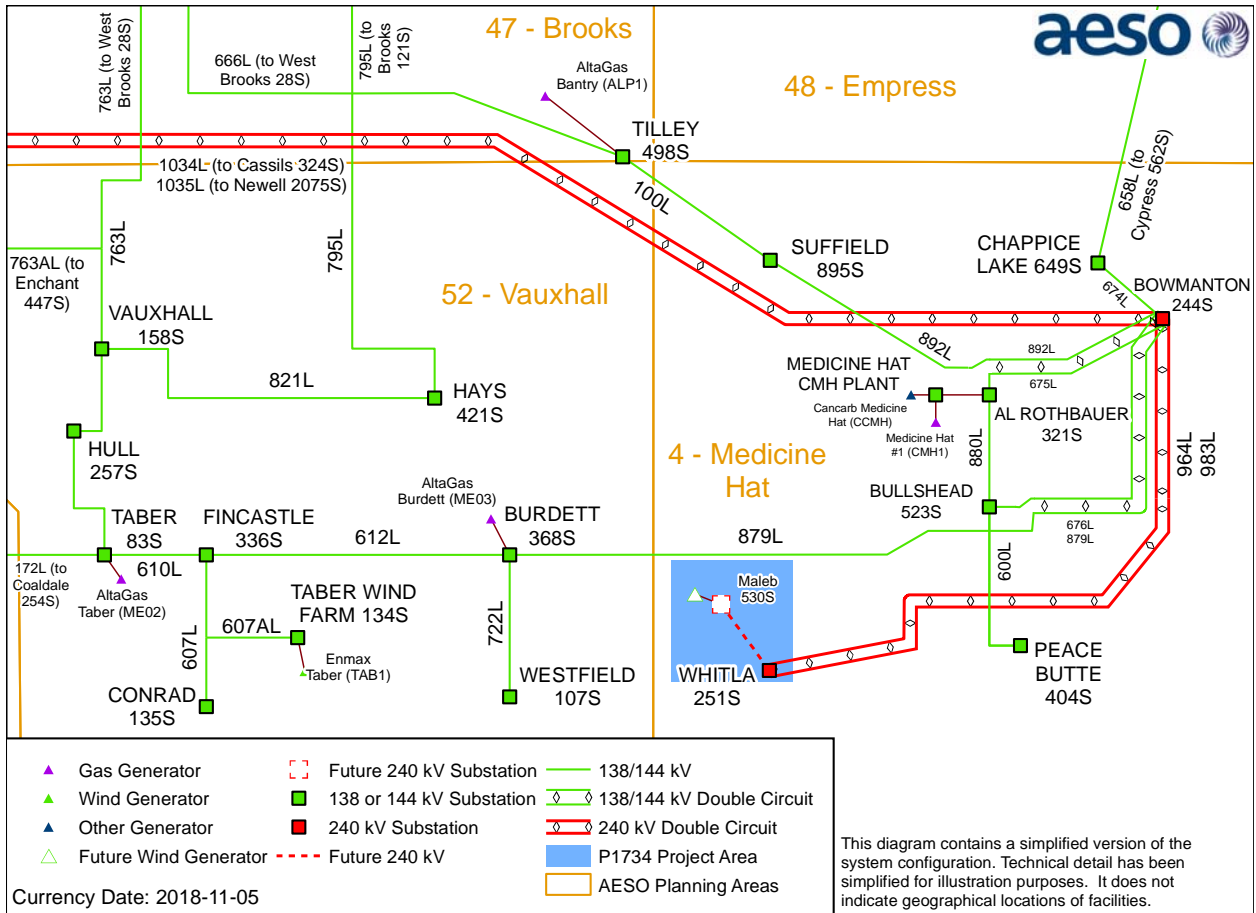 aeso
47 - Brooks
48 - Empress
52 - Vauxhall
4 - Medicine
Hat
763L (to West
Brooks 28S)
666L (to West
Brooks 28S)
795L (to
Brooks
121S)
AltaGas
Bantry (ALP1)
TILLEY
498S
1034L (to Cassils 324S)
1035L (to Newell 2075S)
100L
658L (to
Cypress 562S)
763L
795L
SUFFIELD
895S
CHAPPICE
LAKE 649S
763AL (to
Enchant
447S)
674L
BOWMANTON
244S
VAUXHALL
158S
892L
892L
MEDICINE HAT
CMH PLANT
675L
821L
HAYS
421S
Cancarb Medicine
Hat (CCMH)
Medicine Hat
#1 (CMH1)
AL ROTHBAUER
321S
HULL
257S
880L
964L
983L
AltaGas
Burdett (ME03)
BULLSHEAD
523S
TABER
83S
FINCASTLE
336S
612L
BURDETT
368S
879L
676L
879L
172L (to
Coaldale
254S)
610L
AltaGas
Taber (ME02)
TABER WIND
FARM 134S
607AL
607L
722L
600L
Maleb
530S
Enmax
Taber (TAB1)
CONRAD
135S
WESTFIELD
107S
WHITLA
251S
PEACE
BUTTE
404S
Gas Generator
Wind Generator
Other Generator
Future Wind Generator
Future 240 kV Substation
138 or 144 kV Substation
240 kV Substation
Future 240 kV
138/144 kV
138/144 kV Double Circuit
240 kV Double Circuit
P1734 Project Area
AESO Planning Areas
Currency Date: 2018-11-05
This diagram contains a simplified version of the
system configuration. Technical detail has been
simplified for illustration purposes. It does not
indicate geographical locations of facilities.